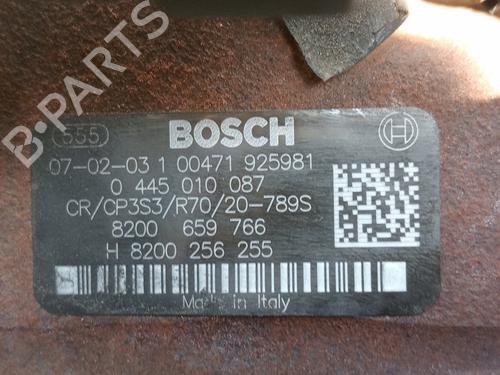 B-PARTS
555 BOSCH
07-02-03 1 00471 925981
0 445 010 087
CR/CP3S3/R70/20-789S
8200 659 766
H 8200 256 255
Made in Italy